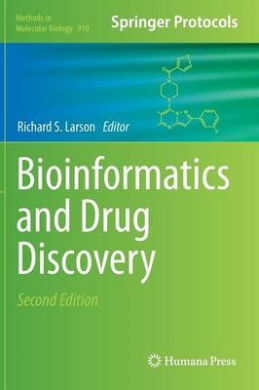 Methods in
Molecular Biology 910
Springer Protocols
Richard S. Larson Editor
Bioinformatics
and Drug
Discovery
Second Edition
Humana Press